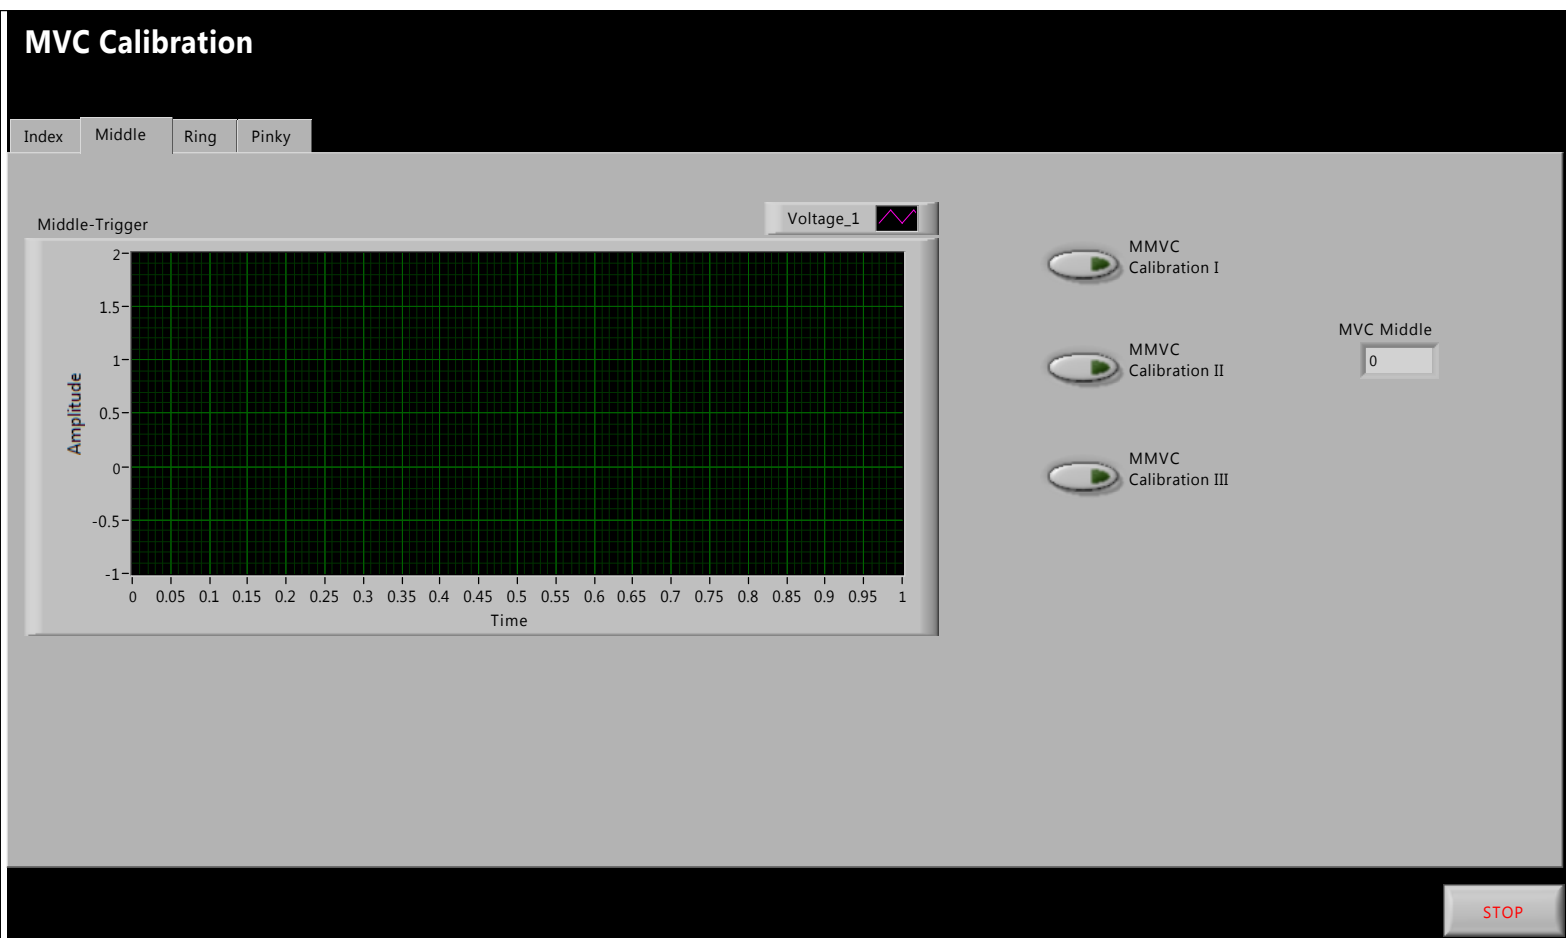 MVC Calibration
Index
Middle
Ring
Pinky
Middle-Trigger
Voltage_1
2
1.5
1
0.5
0
-0.5
-1
Amplitude
0 0.05 0.1 0.15 0.2 0.25 0.3 0.35 0.4 0.45 0.5 0.55 0.6 0.65 0.7 0.75 0.8 0.85 0.9 0.95 1
Time
MMVC
Calibration I
MMVC
Calibration II
MMVC
Calibration III
MVC Middle
0
STOP